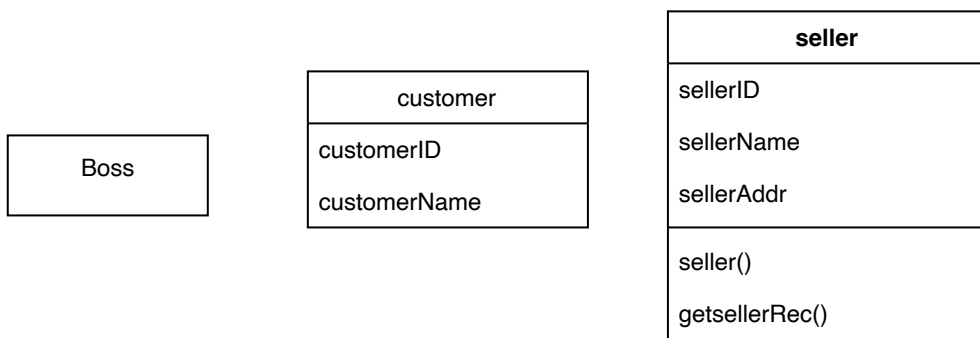 Boss
customer
customerID
customerName
seller
sellerID
sellerName
sellerAddr
seller()
getsellerRec()